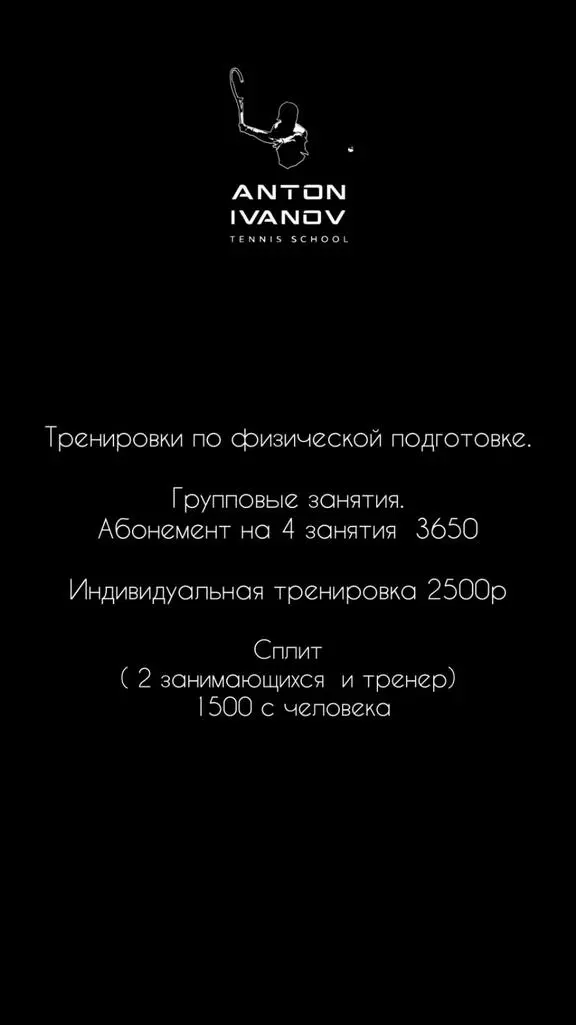 ANTON
IVANOV
TENNIS SCHOOL
Тренировки по физической подготовке.
Групповые занятия.
Абонемент на 4 занятия 3650
Индивидуальная тренировка 2500р
Сплит
( 2 занимающихся и тренер)
1500 с человека